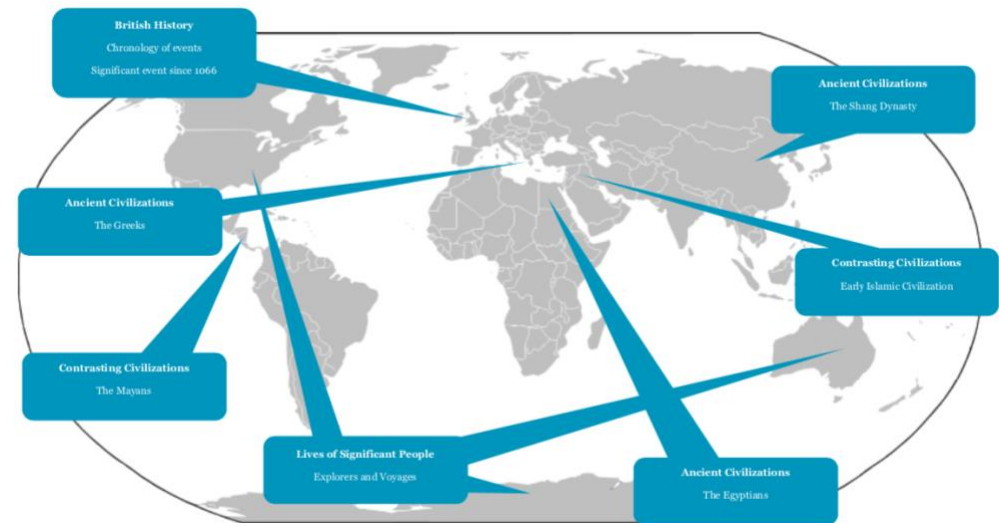 British History
Chronology of events
Significant event since 1066
Ancient Civilizations
The Shang Dynasty
Ancient Civilizations
The Greeks
Contrasting Civilizations
Early Islamic Civilization
Contrasting Civilizations
The Mayans
Lives of Significant People
Explorers and Voyages
Ancient Civilizations
The Egyptians